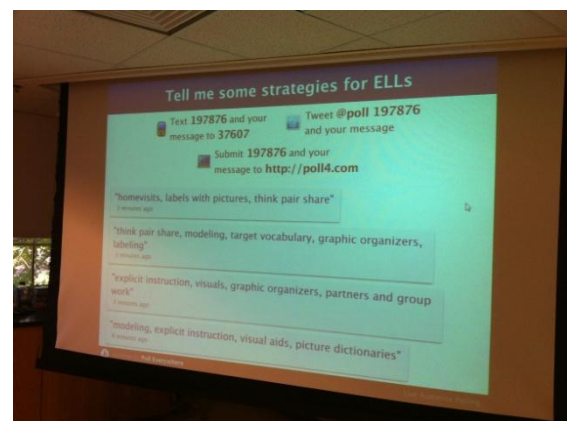 Tell me some strategies for ELLs
Text 197876 and your
message to 37607
Tweet @poll 197876
and your message
Submit 197876 and your
message to http://poll4.com
"homevisits, labels with pictures, think pair share"
"think pair share, modeling, target vocabulary, graphic organizers,
labeling"
"explicit instruction, visuals, graphic organizers, partners and group
work"
"modeling, explicit instruction, visual aids, picture dictionaries"
Poll Everywhere